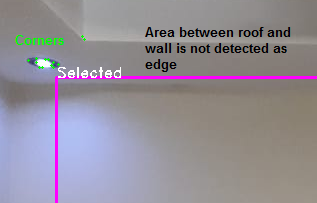 Corners
Area between roof and
wall is not detected as
edge
Selected